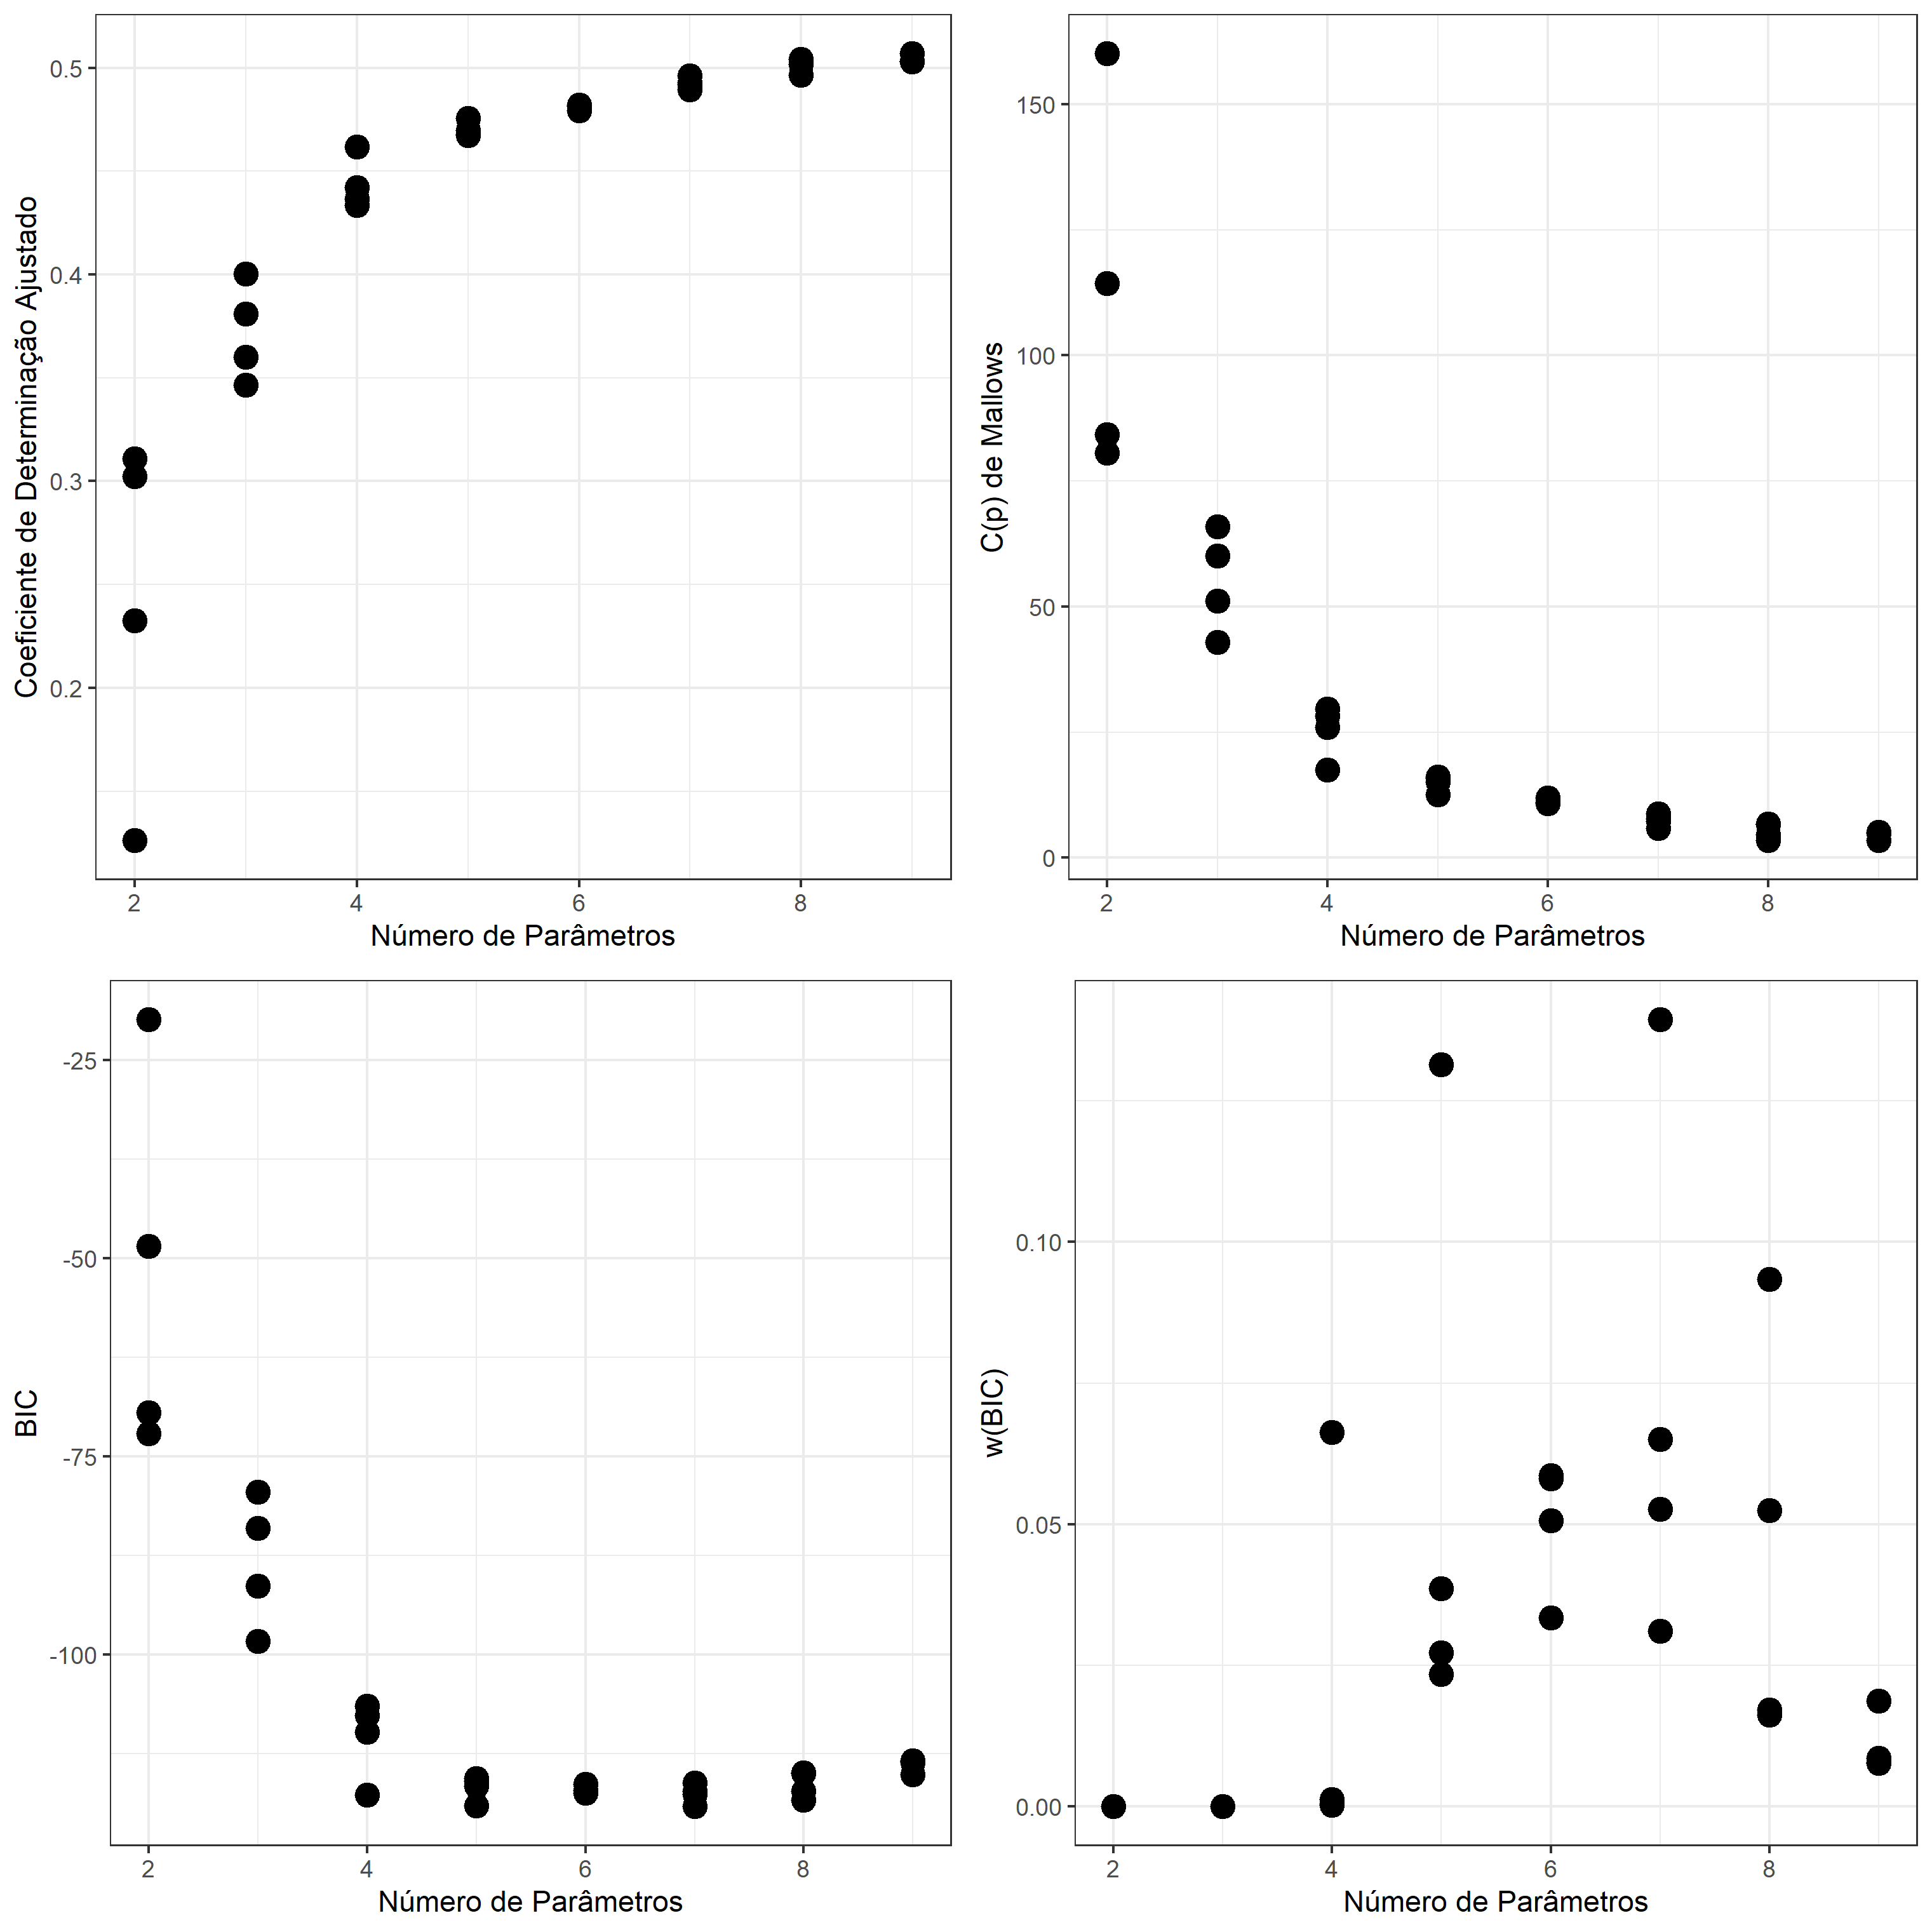 Coeficiente de Determinação Ajustado
0.5
0.4
0.3
0.2
2 4 6 8
Número de Parâmetros
C(p) de Mallows
150
100
50
0
2 4 6 8
Número de Parâmetros
BIC
-25
-50
-75
-100
2 4 6 8
Número de Parâmetros
w(BIC)
0.10
0.05
0.00
2 4 6 8
Número de Parâmetros